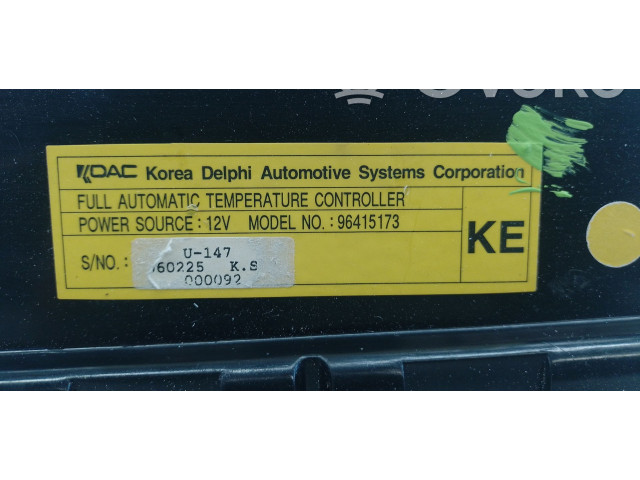 KDAC Korea Delphi Automotive Systems Corporation
FULL AUTOMATIC TEMPERATURE CONTROLLER
POWER SOURCE : 12V MODEL NO. : 96415173
KE
S/NO. :
U-147
060225 K.S
000092